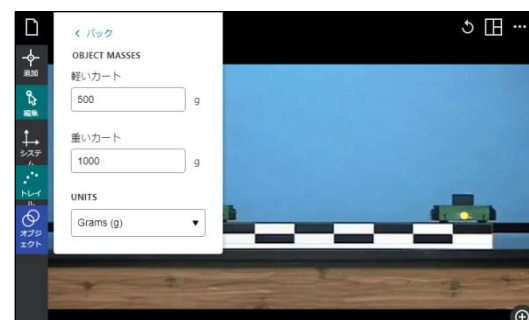 < バック
OBJECT MASSES
軽いカート
500 g
重いカート
1000 g
UNITS
Grams (g)
追加
編集
システム
トレイル
オブジェクト